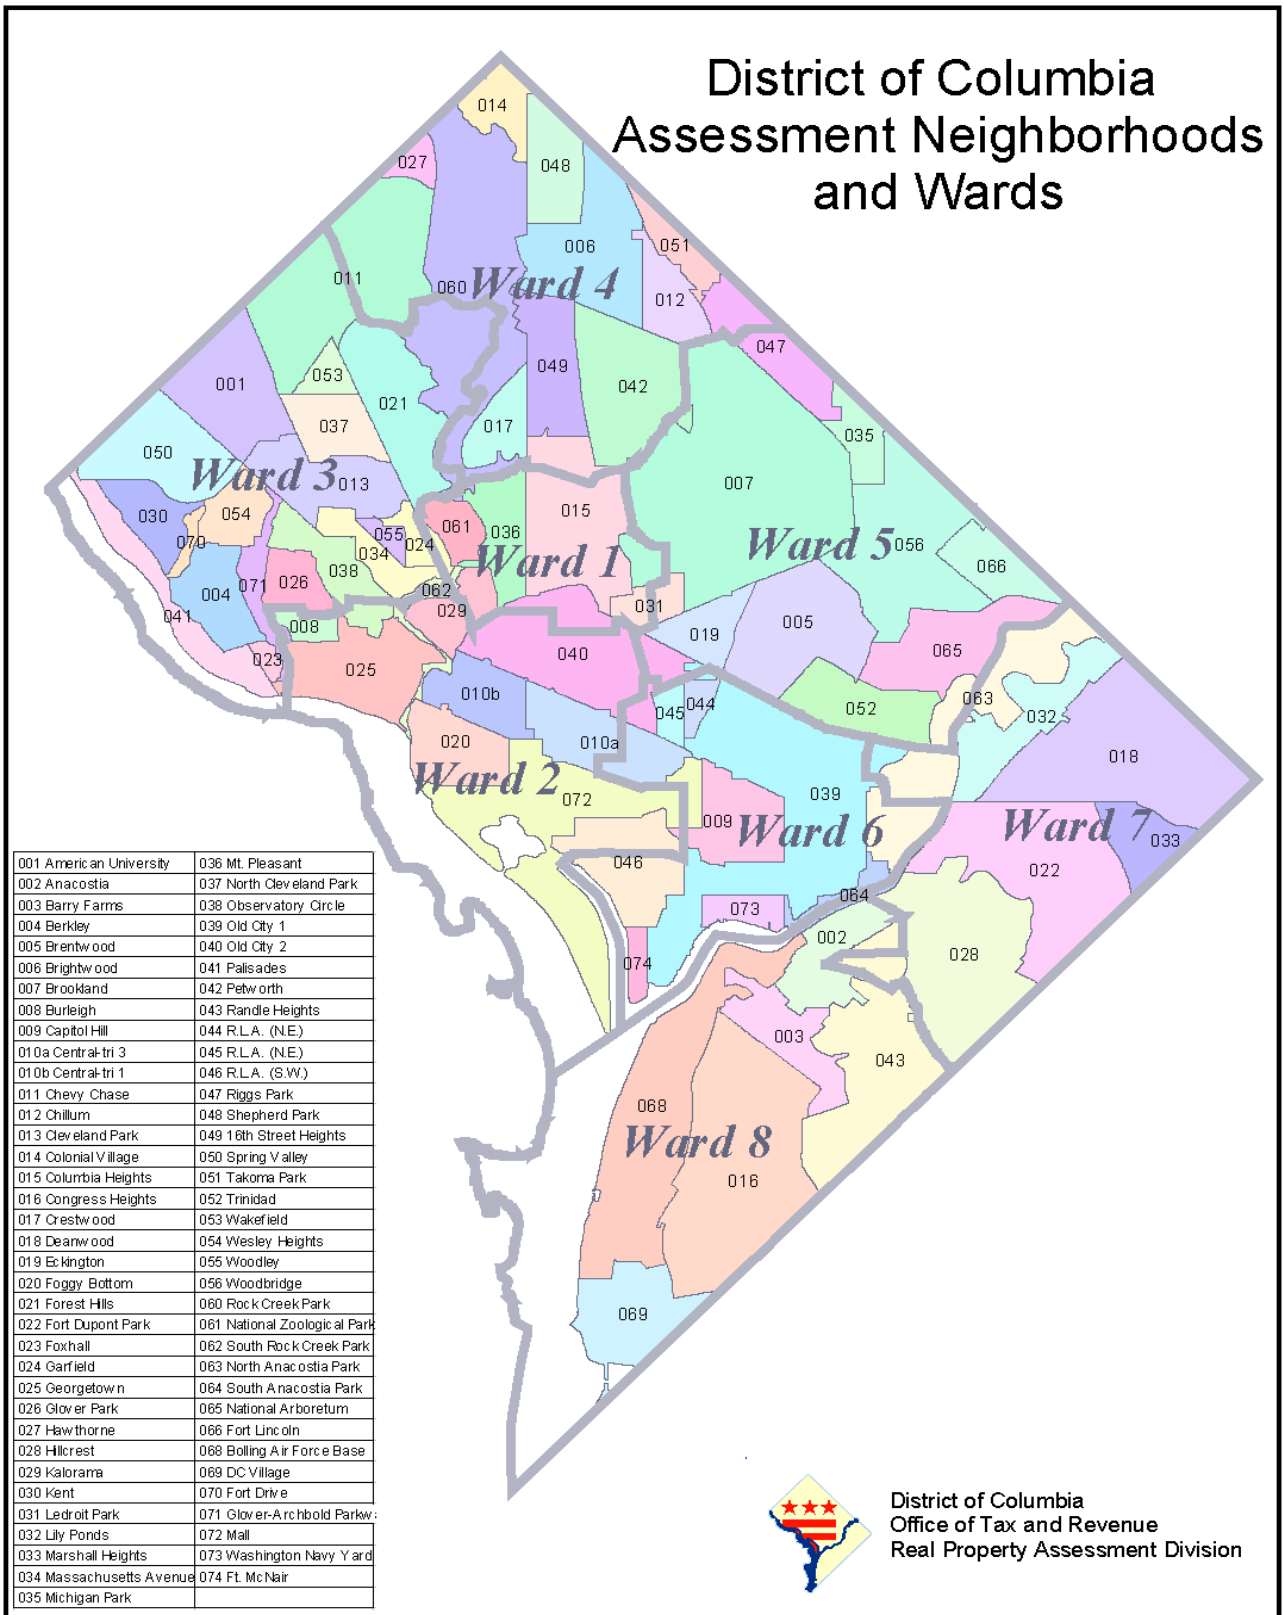 District of Columbia
Assessment Neighborhoods
and Wards
014
027
048
006
051
011
060
Ward 4
012
047
049
042
001
053
021
037
017
035
050
Ward 3
013
007
030
054
061
036
015
Ward 5
056
070
055
024
034
Ward 1
066
004
071
026
038
062
041
008
029
031
019
005
023
025
040
065
010b
045
044
052
063
032
020
010a
018
Ward 2
072
039
009
Ward 6
Ward 7
033
046
022
073
064
074
002
028
003
043
068
Ward 8
016
069
001 American University
002 Anacostia
003 Barry Farms
004 Berkley
005 Brentwood
006 Brightwood
007 Brookland
008 Burleigh
009 Capitol Hill
010a Central-tri 3
010b Central-tri 1
011 Chevy Chase
012 Chillum
013 Cleveland Park
014 Colonial Village
015 Columbia Heights
016 Congress Heights
017 Crestwood
018 Deanwood
019 Eckington
020 Foggy Bottom
021 Forest Hills
022 Fort Dupont Park
023 Foxhall
024 Garfield
025 Georgetown
026 Glover Park
027 Hawthorne
028 Hillcrest
029 Kalorama
030 Kent
031 Ledroit Park
032 Lily Ponds
033 Marshall Heights
034 Massachusetts Avenue
035 Michigan Park
036 Mt. Pleasant
037 North Cleveland Park
038 Observatory Circle
039 Old City 1
040 Old City 2
041 Palisades
042 Petworth
043 Randle Heights
044 R.L.A. (N.E.)
045 R.L.A. (N.E.)
046 R.L.A. (S.W.)
047 Riggs Park
048 Shepherd Park
049 16th Street Heights
050 Spring Valley
051 Takoma Park
052 Trinidad
053 Wakefield
054 Wesley Heights
055 Woodley
056 Woodbridge
060 Rock Creek Park
061 National Zoological Park
062 South Rock Creek Park
063 North Anacostia Park
064 South Anacostia Park
065 National Arboretum
066 Fort Lincoln
068 Bolling Air Force Base
069 DC Village
070 Fort Drive
071 Glover-Archbold Parkw
072 Mall
073 Washington Navy Yard
074 Ft. McNair
District of Columbia
Office of Tax and Revenue
Real Property Assessment Division